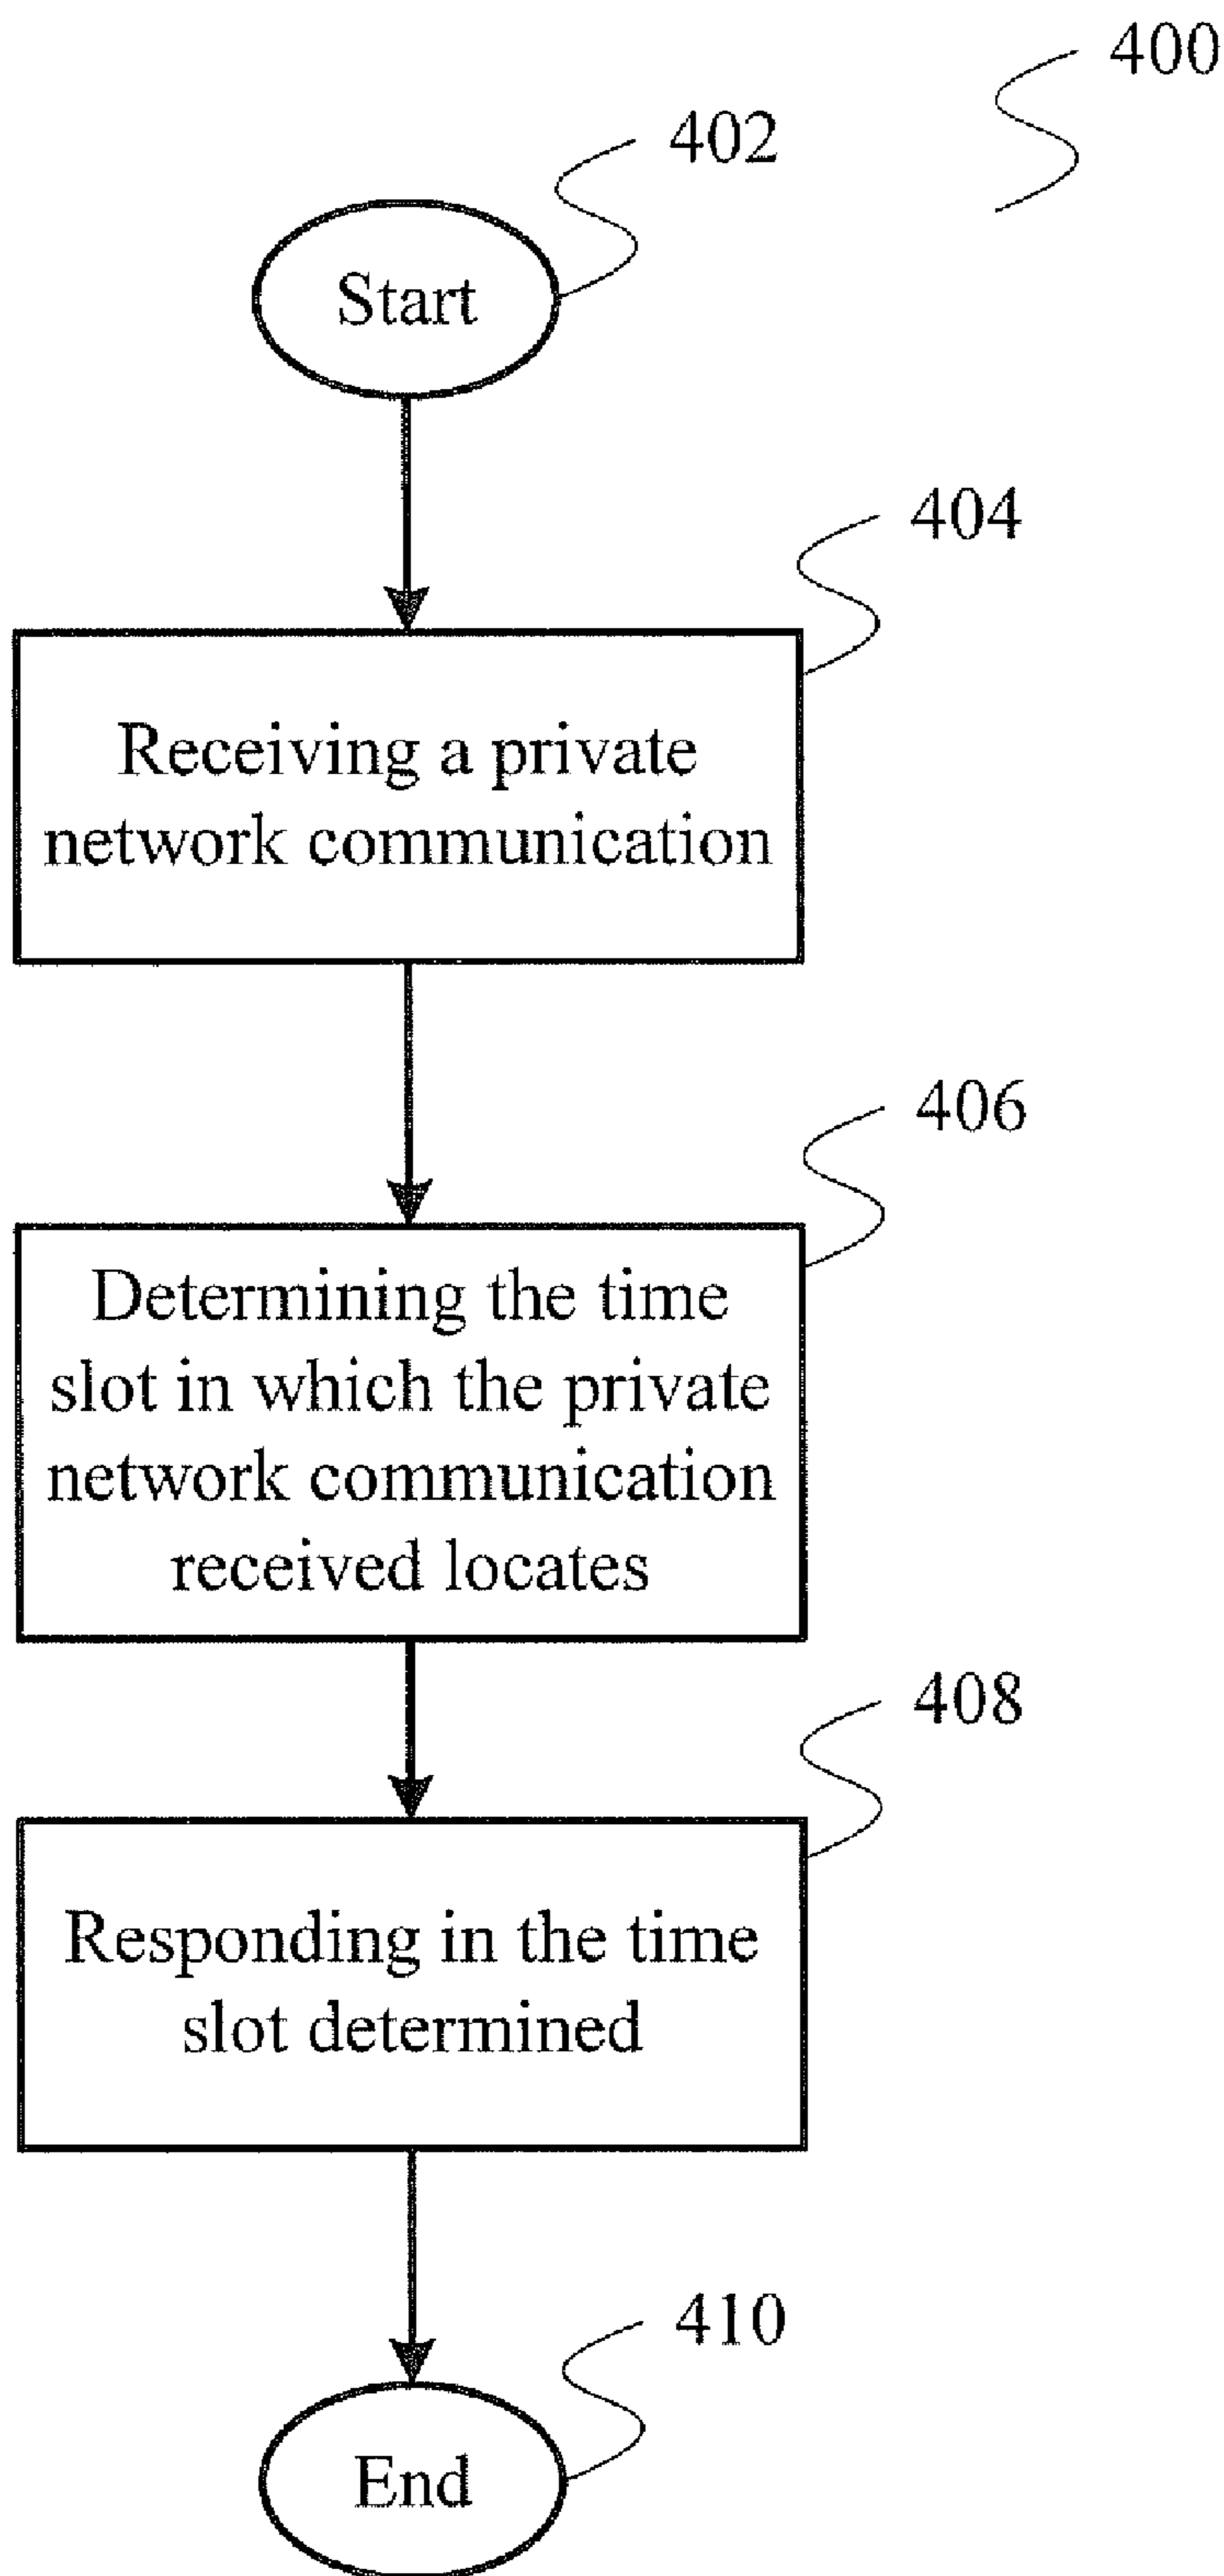 400
402
Start
404
Receiving a private
network communication
406
Determining the time
slot in which the private
network communication
received locates
408
Responding in the time
slot determined
410
End